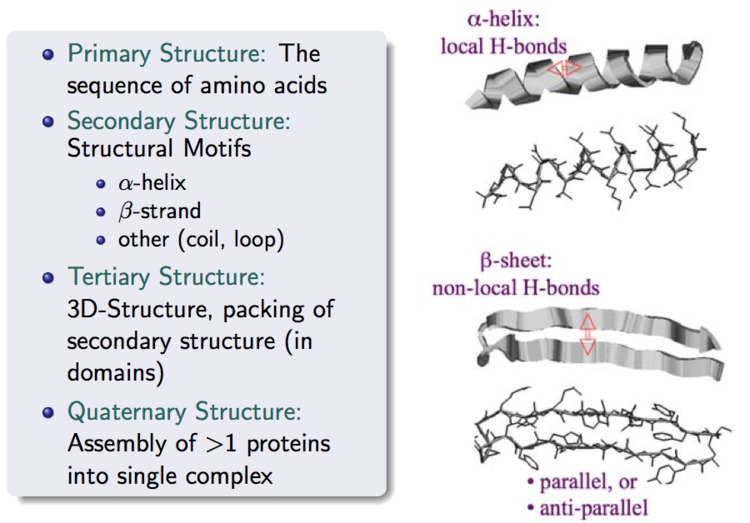 • Primary Structure: The
sequence of amino acids
• Secondary Structure:
Structural Motifs
• α-helix
• β-strand
• other (coil, loop)
• Tertiary Structure:
3D-Structure, packing of
secondary structure (in
domains)
• Quaternary Structure:
Assembly of >1 proteins
into single complex
α-helix:
local H-bonds
β-sheet:
non-local H-bonds
• parallel, or
• anti-parallel